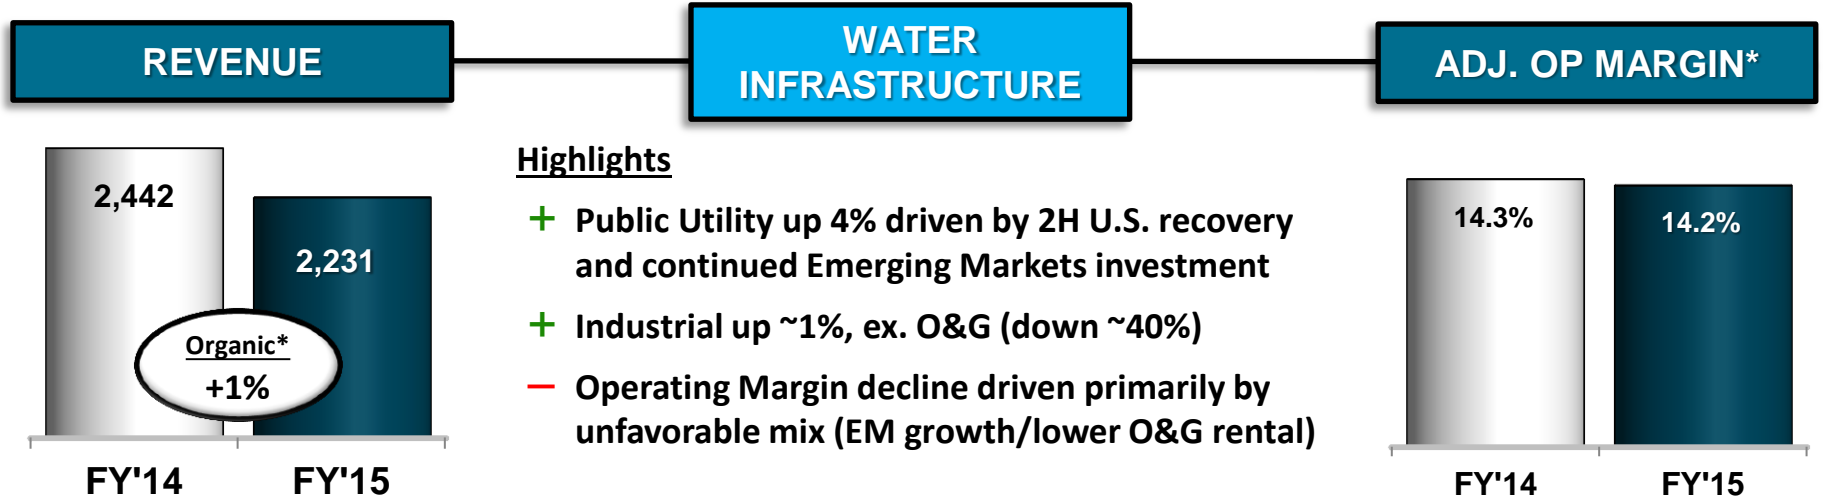 REVENUE
WATER
INFRASTRUCTURE
ADJ. OP MARGIN*
2,442
2,231
Organic*
+1%
FY'14
FY'15
Highlights
+ Public Utility up 4% driven by 2H U.S. recovery
and continued Emerging Markets investment
+ Industrial up ~1%, ex. O&G (down ~40%)
– Operating Margin decline driven primarily by
unfavorable mix (EM growth/lower O&G rental)
14.3%
14.2%
FY'14
FY'15